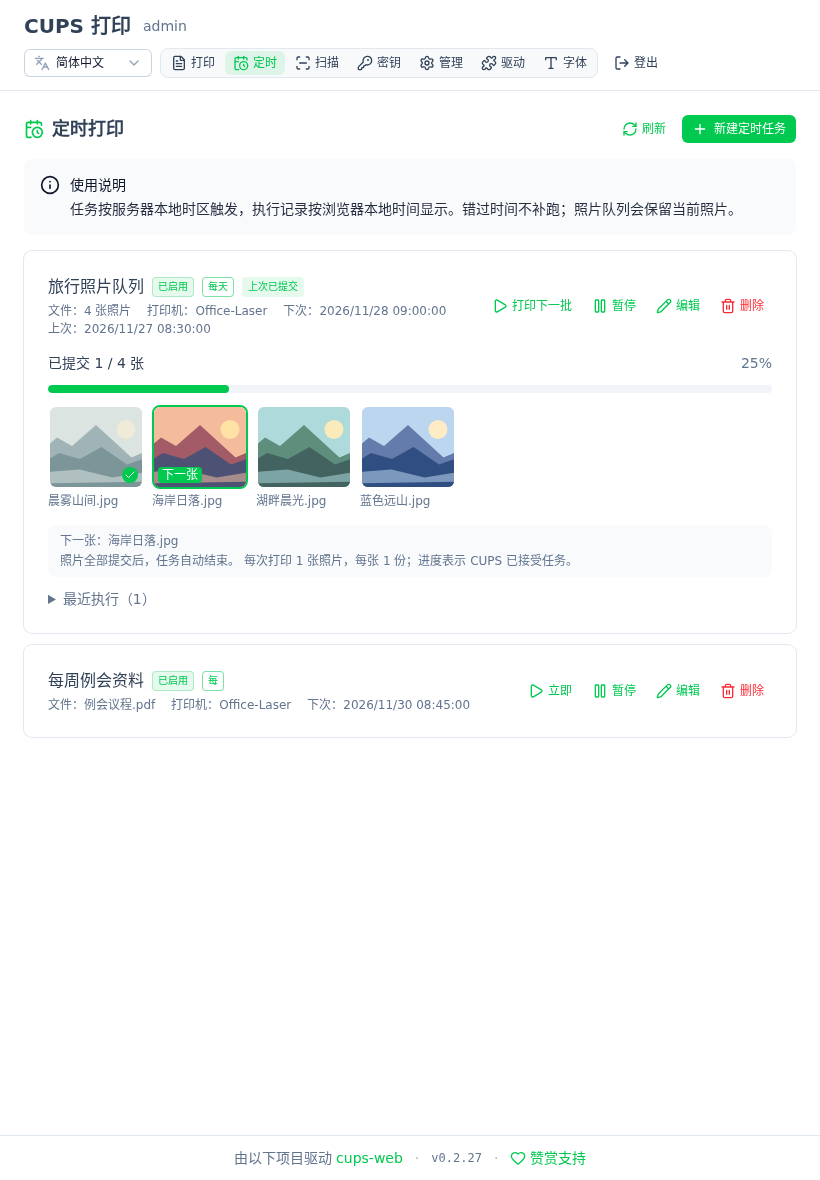 CUPS 打印 admin
简体中文 打印 定时 扫描 密钥 管理 驱动 字体 登出
定时打印 刷新 新建定时任务
使用说明
任务按服务器本地时区触发，执行记录按浏览器本地时间显示。错过时间不补跑；照片队列会保留当前照片。
旅行照片队列 已启用 每天 上次已提交
文件：4 张照片 打印机：Office-Laser 下次：2026/11/28 09:00:00
上次：2026/11/27 08:30:00
打印下一批 暂停 编辑 删除
已提交 1 / 4 张 25%
下一张
晨雾山间.jpg 海岸日落.jpg 湖畔晨光.jpg 蓝色远山.jpg
下一张：海岸日落.jpg
照片全部提交后，任务自动结束。 每次打印 1 张照片，每张 1 份；进度表示 CUPS 已接受任务。
最近执行（1）
每周例会资料 已启用 每
文件：例会议程.pdf 打印机：Office-Laser 下次：2026/11/30 08:45:00
立即 暂停 编辑 删除
由以下项目驱动 cups-web · v0.2.27 · 赞赏支持